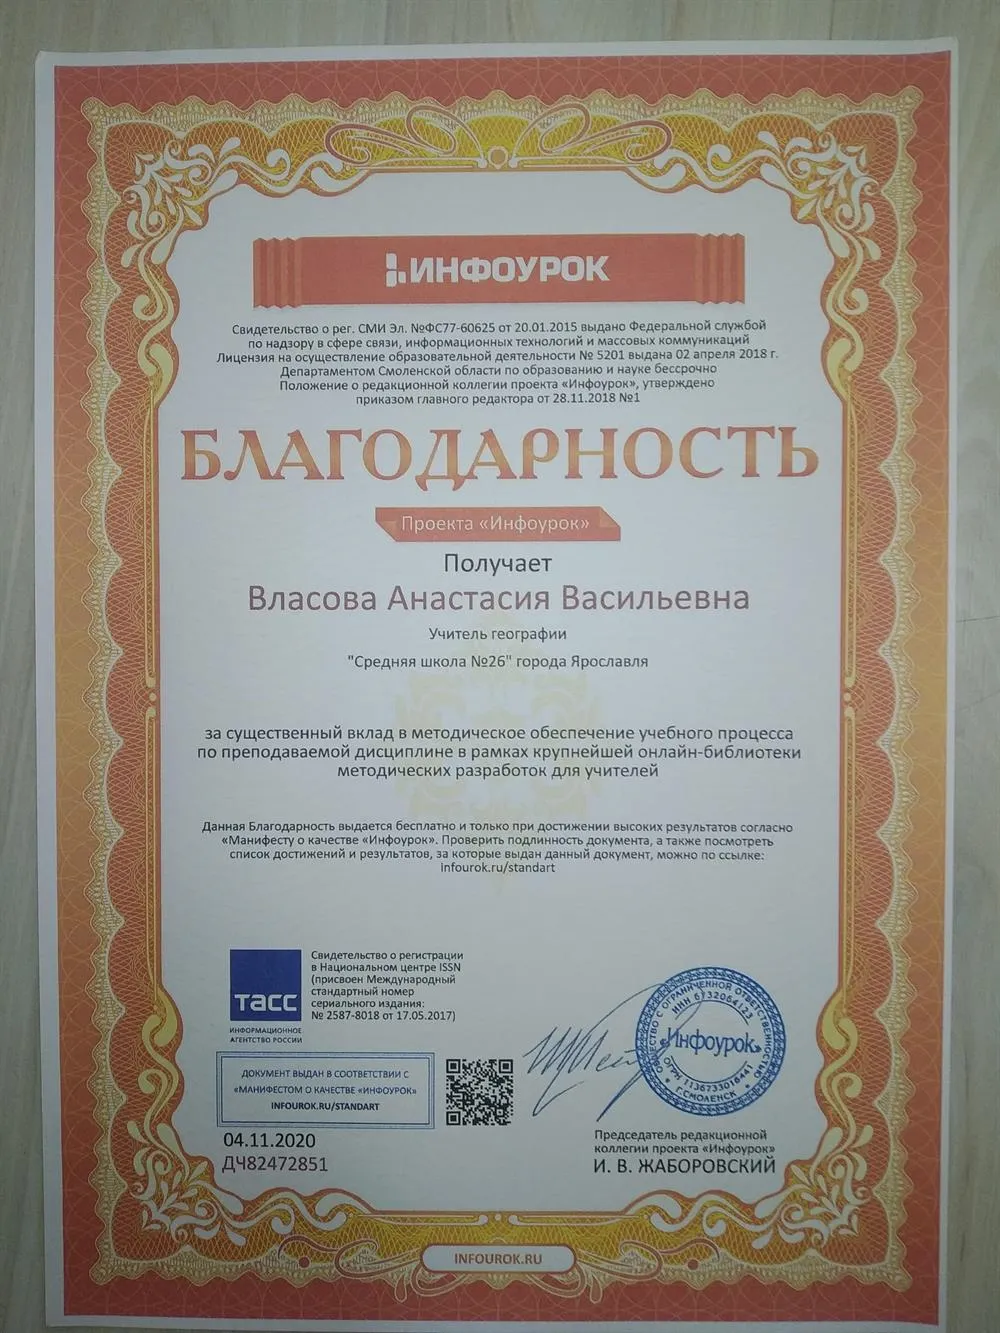 ИНФОУРОК
Свидетельство о рег. СМИ Эл. №ФС77-60625 от 20.01.2015 выдано Федеральной службой
по надзору в сфере связи, информационных технологий и массовых коммуникаций
Лицензия на осуществление образовательной деятельности № 5201 выдана 02 апреля 2018 г.
Департаментом Смоленской области по образованию и науке бессрочно
Положение о редакционной коллегии проекта «Инфоурок», утверждено
приказом главного редактора от 28.11.2018 №1
БЛАГОДАРНОСТЬ
Проекта «Инфоурок»
Получает
Власова Анастасия Васильевна
Учитель географии
"Средняя школа №26" города Ярославля
за существенный вклад в методическое обеспечение учебного процесса
по преподаваемой дисциплине в рамках крупнейшей онлайн-библиотеки
методических разработок для учителей
Данная Благодарность выдается бесплатно и только при достижении высоких результатов согласно
«Манифесту о качестве «Инфоурок». Проверить подлинность документа, а также посмотреть
список достижений и результатов, за которые выдан данный документ, можно по ссылке:
infourok.ru/standart
ТАСС
ИНФОРМАЦИОННОЕ
АГЕНТСТВО РОССИИ
Свидетельство о регистрации
в Национальном центре ISSN
(присвоен Международный
стандартный номер
сериального издания:
№ 2587-8018 от 17.05.2017)
ДОКУМЕНТ ВЫДАН В СООТВЕТСТВИИ С
«МАНИФЕСТОМ О КАЧЕСТВЕ «ИНФОУРОК»
INFOUROK.RU/STANDART
04.11.2020
ДЧ82472851
ОБЩЕСТВО С ОГРАНИЧЕННОЙ ОТВЕТСТВЕННОСТЬЮ
ИНН 6732064123
«Инфоурок»
ОГРН 1136733016441
Г.СМОЛЕНСК
Председатель редакционной
коллегии проекта «Инфоурок»
И. В. ЖАБОРОВСКИЙ
INFOUROK.RU